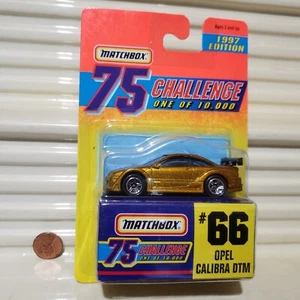 Ages 3 and up
MATCHBOX
1997
EDITION
75 CHALLENGE
ONE OF 10,000
MATCHBOX
75 CHALLENGE
ONE OF 10,000
#66
OPEL
CALIBRA DTM